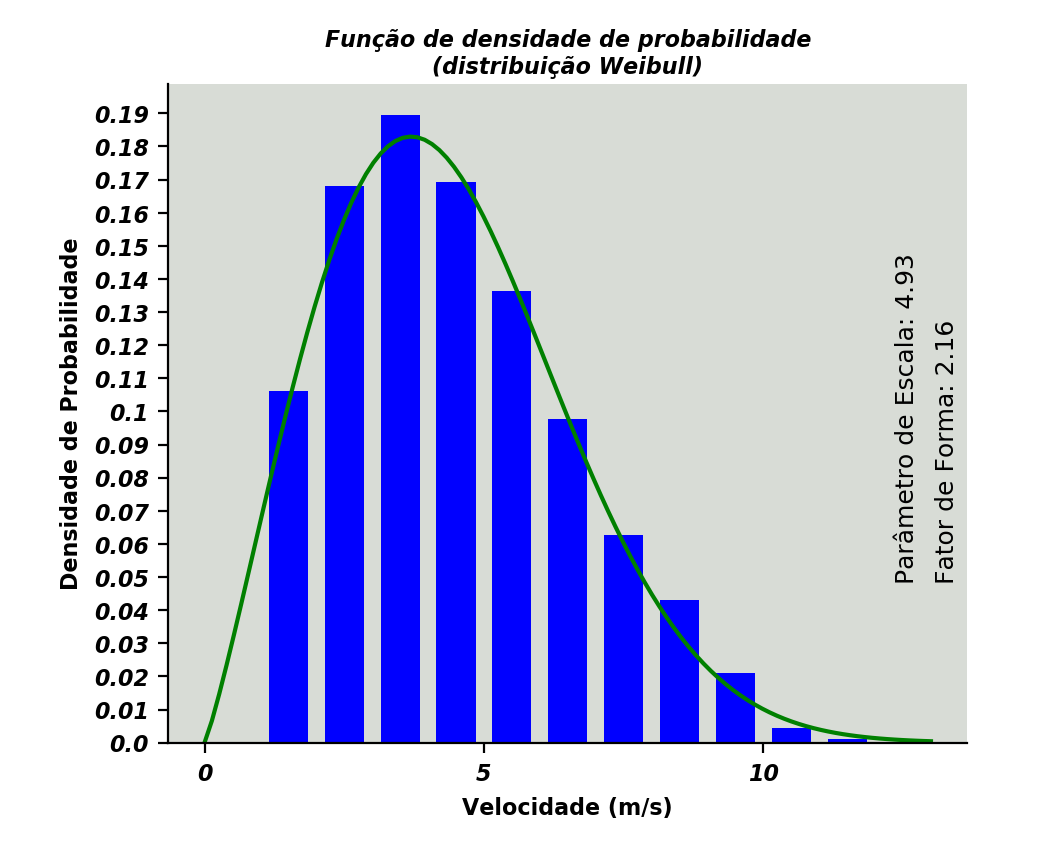 Função de densidade de probabilidade
(distribuição Weibull)
0.19
0.18
0.17
0.16
0.15
0.14
0.13
0.12
0.11
0.1
0.09
0.08
0.07
0.06
0.05
0.04
0.03
0.02
0.01
0.0
Densidade de Probabilidade
Parâmetro de Escala: 4.93
Fator de Forma: 2.16
0 5 10
Velocidade (m/s)